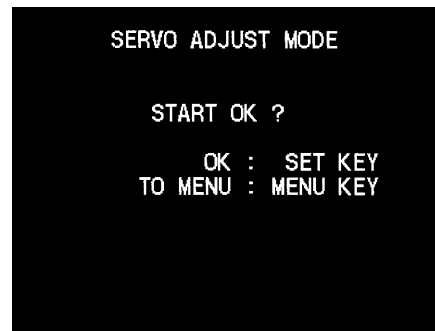 SERVO ADJUST MODE
START OK ?
OK : SET KEY
TO MENU : MENU KEY